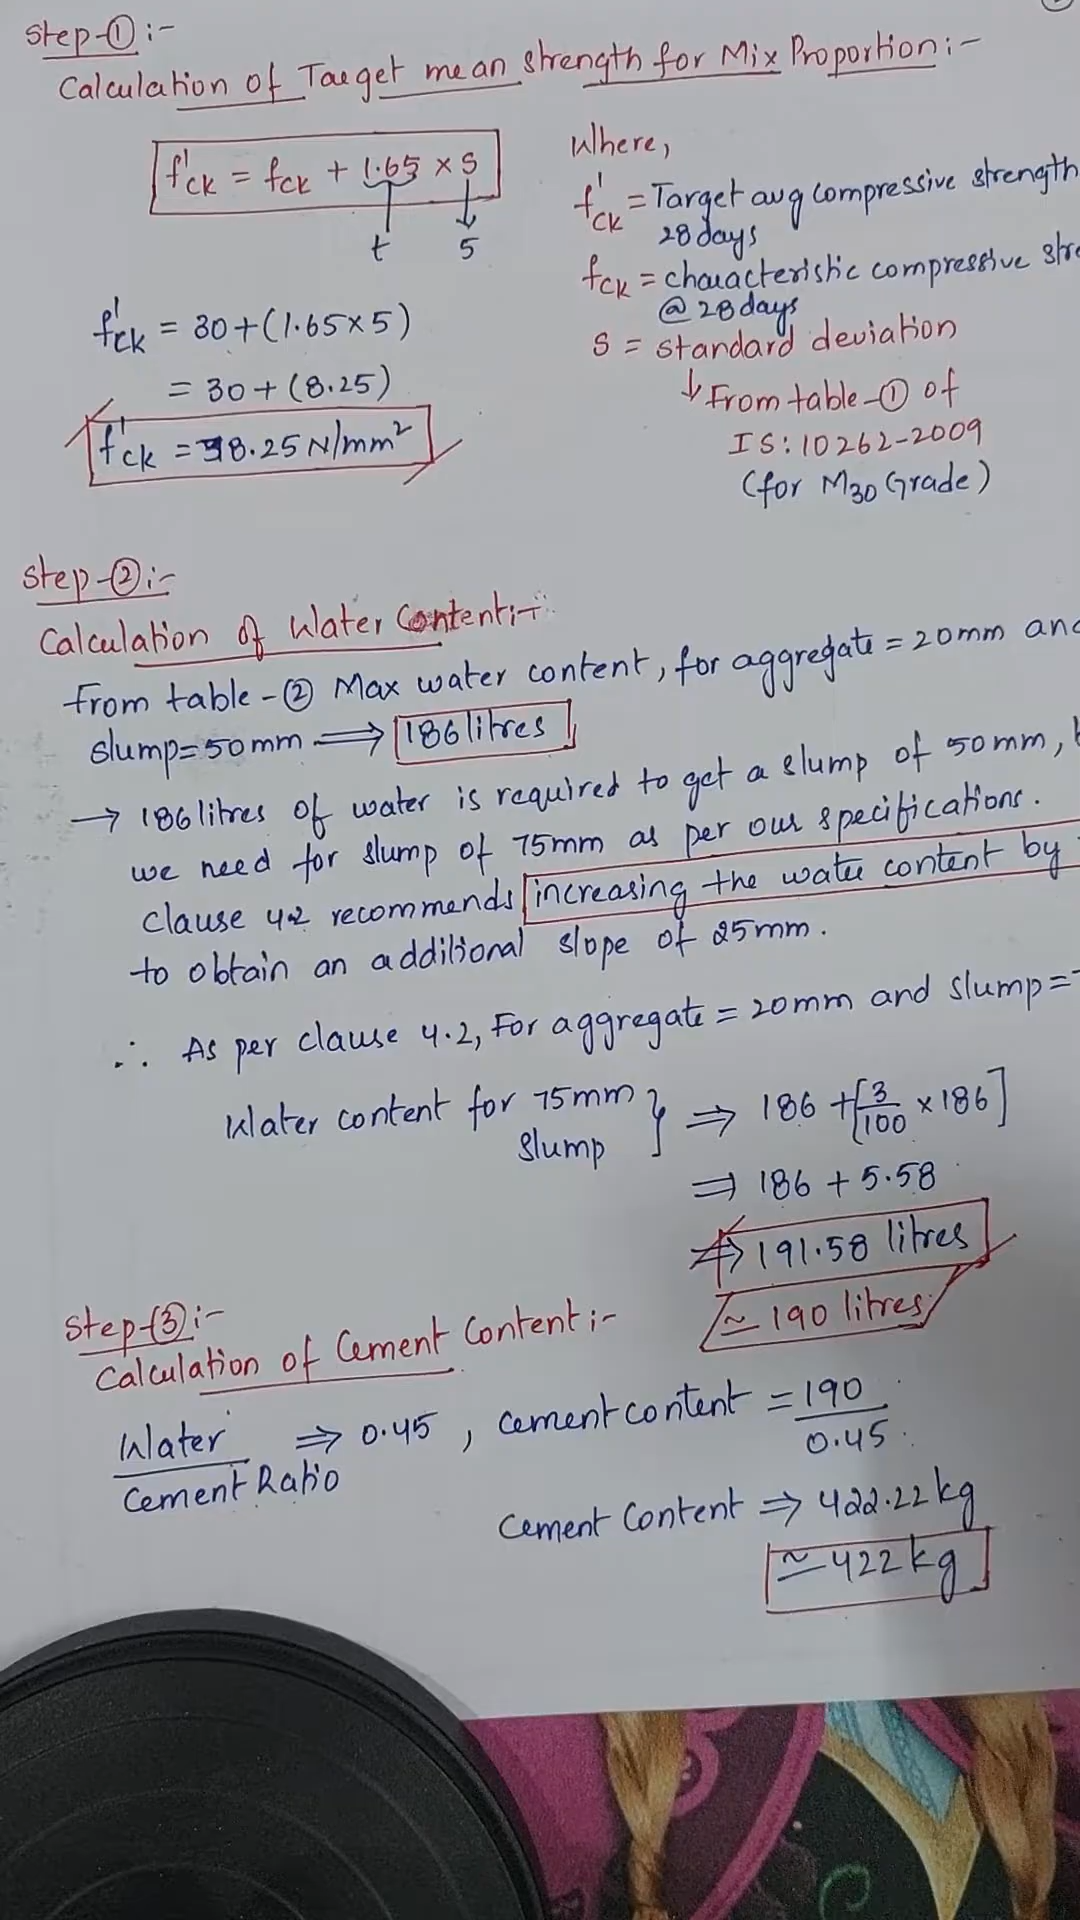 Step-①:-
Calculation of Target mean strength for Mix Proportion:-
f'ck = fck + 1.65 × S
t 5
Where,
f'ck = Target avg compressive strength
28 days
fck = characteristic compressive stre
@ 28 days
S = standard deviation
↓ From table-① of
IS:10262-2009
(for M30 Grade)
f'ck = 30+(1.65×5)
= 30+(8.25)
f'ck = 38.25 N/mm²
Step-②:-
Calculation of Water Content:-
From table-② Max water content, for aggregate = 20mm and
slump=50mm ⟹ 186 litres
→ 186 litres of water is required to get a slump of 50mm,
we need for slump of 75mm as per our specifications.
clause 4.2 recommends increasing the water content by
to obtain an additional slope of 25mm.
∴ As per clause 4.2, For aggregate = 20mm and slump=
Water content for 75mm } ⇒ 186 + [3/100 × 186]
slump
⇒ 186 + 5.58
⇒ 191.58 litres
≃ 190 litres
Step-③:-
Calculation of Cement Content:-
Water/Cement Ratio ⇒ 0.45, cement content = 190/0.45
Cement Content ⇒ 422.22 kg
≃ 422 kg